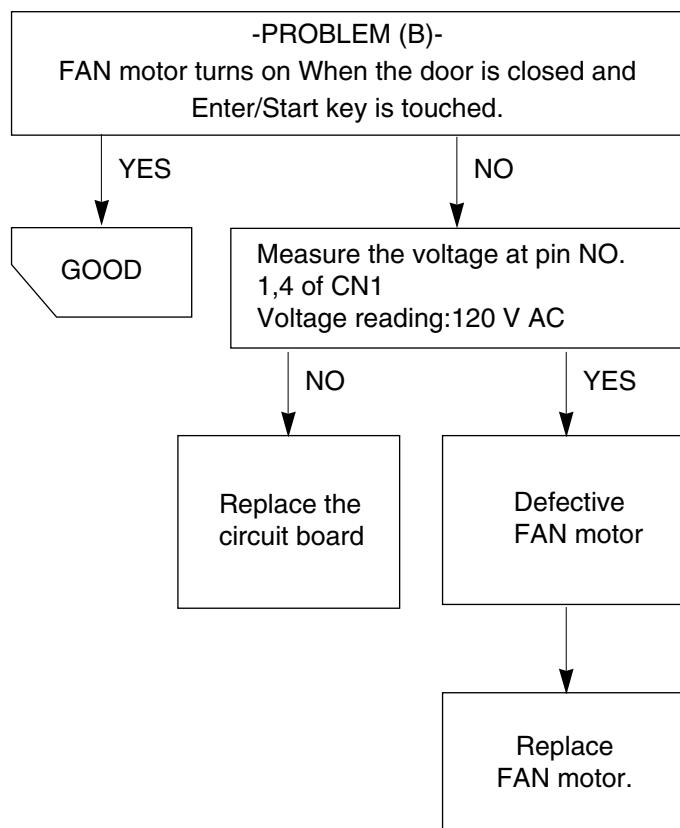 -PROBLEM (B)-
FAN motor turns on When the door is closed and
Enter/Start key is touched.
YES
NO
GOOD
Measure the voltage at pin NO.
1,4 of CN1
Voltage reading:120 V AC
NO
YES
Replace the
circuit board
Defective
FAN motor
Replace
FAN motor.